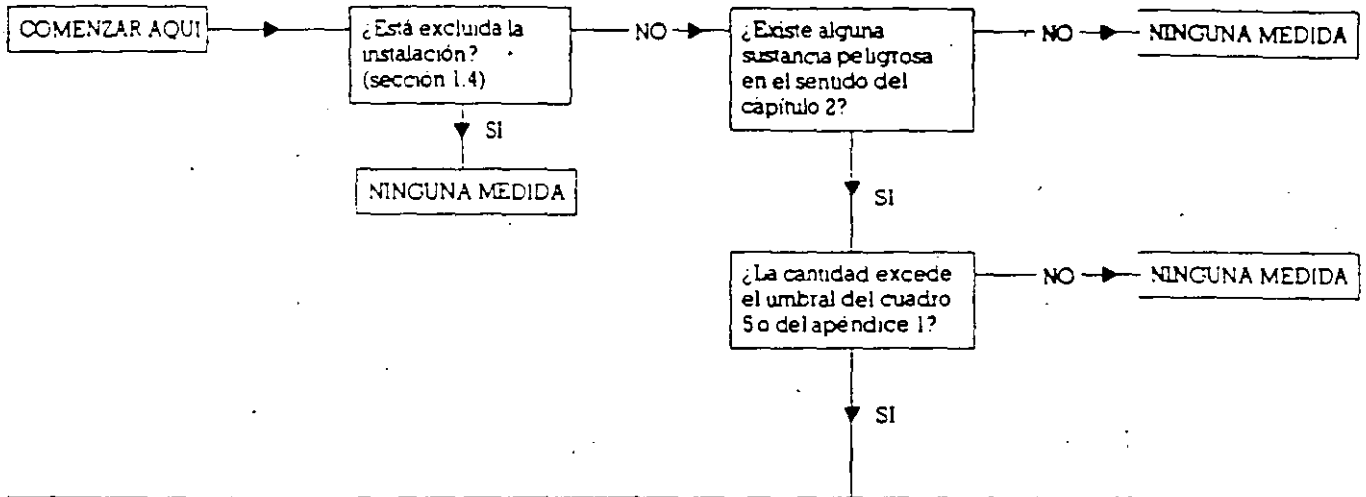 COMENZAR AQUI
¿Está excluida la
instalación?
(sección 1.4)
NO
¿Existe alguna
sustancia peligrosa
en el sentido del
capítulo 2?
NO
NINGUNA MEDIDA
SI
NINGUNA MEDIDA
SI
¿La cantidad excede
el umbral del cuadro
5 o del apéndice 1?
NO
NINGUNA MEDIDA
SI